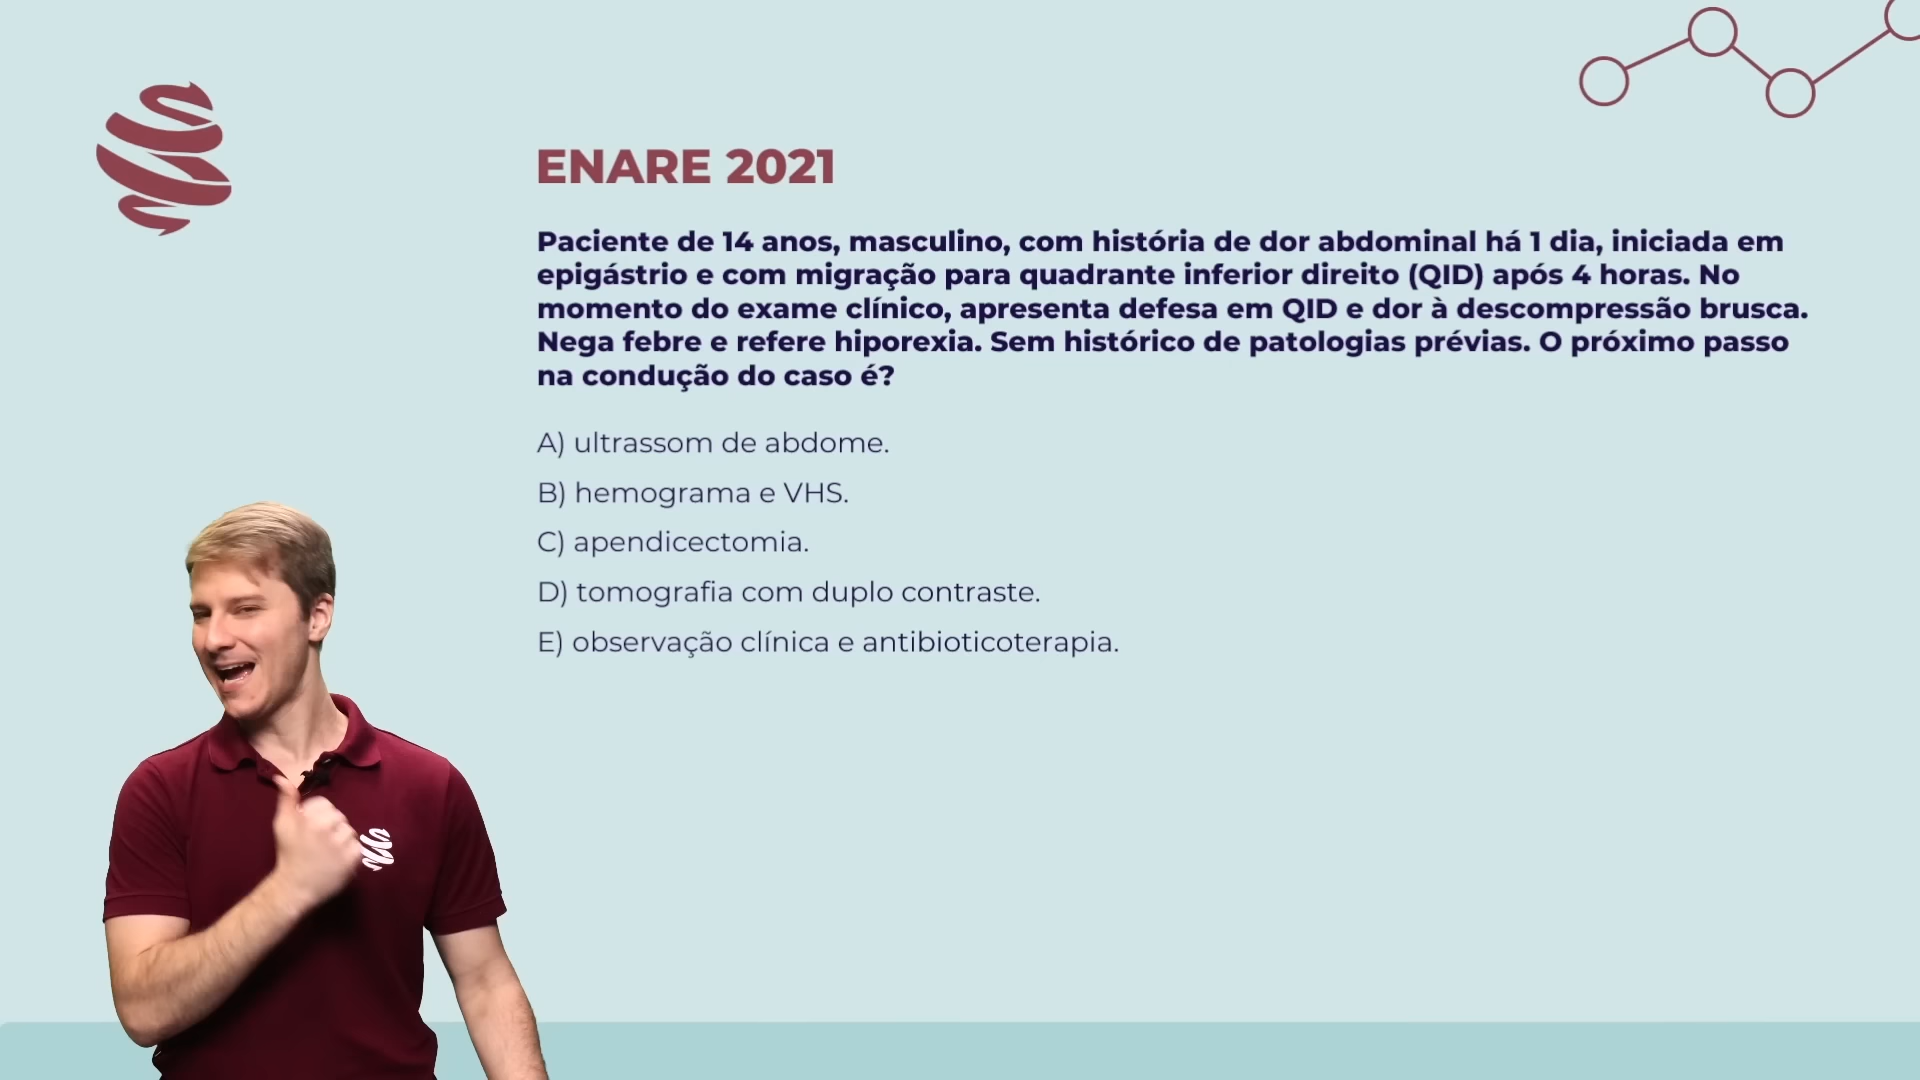 ENARE 2021
Paciente de 14 anos, masculino, com história de dor abdominal há 1 dia, iniciada em
epigástrio e com migração para quadrante inferior direito (QID) após 4 horas. No
momento do exame clínico, apresenta defesa em QID e dor à descompressão brusca.
Nega febre e refere hiporexia. Sem histórico de patologias prévias. O próximo passo
na condução do caso é?
A) ultrassom de abdome.
B) hemograma e VHS.
C) apendicectomia.
D) tomografia com duplo contraste.
E) observação clínica e antibioticoterapia.